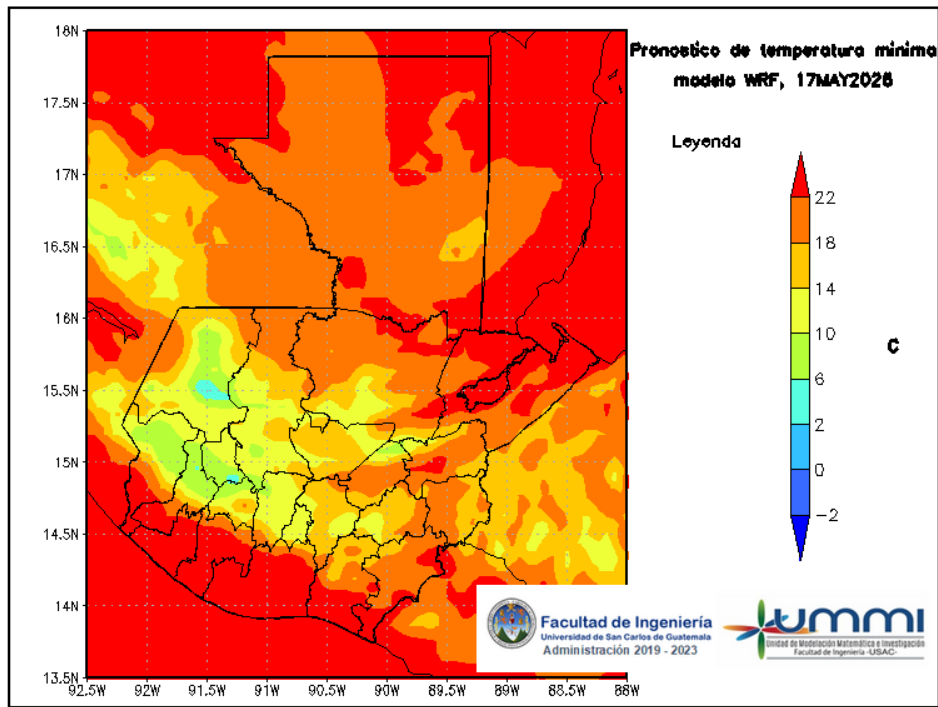 Pronostico de temperatura minima
modelo WRF, 17MAY2026
Leyenda
22
18
14
10
6
2
0
-2
C
18N
17.5N
17N
16.5N
16N
15.5N
15N
14.5N
14N
13.5N
92.5W 92W 91.5W 91W 90.5W 90W 89.5W 89W 88.5W 88W
Facultad de Ingeniería
Universidad de San Carlos de Guatemala
Administración 2019 - 2023
ummi
Unidad de Modelación Matemática e Investigación
Facultad de Ingeniería -USAC-